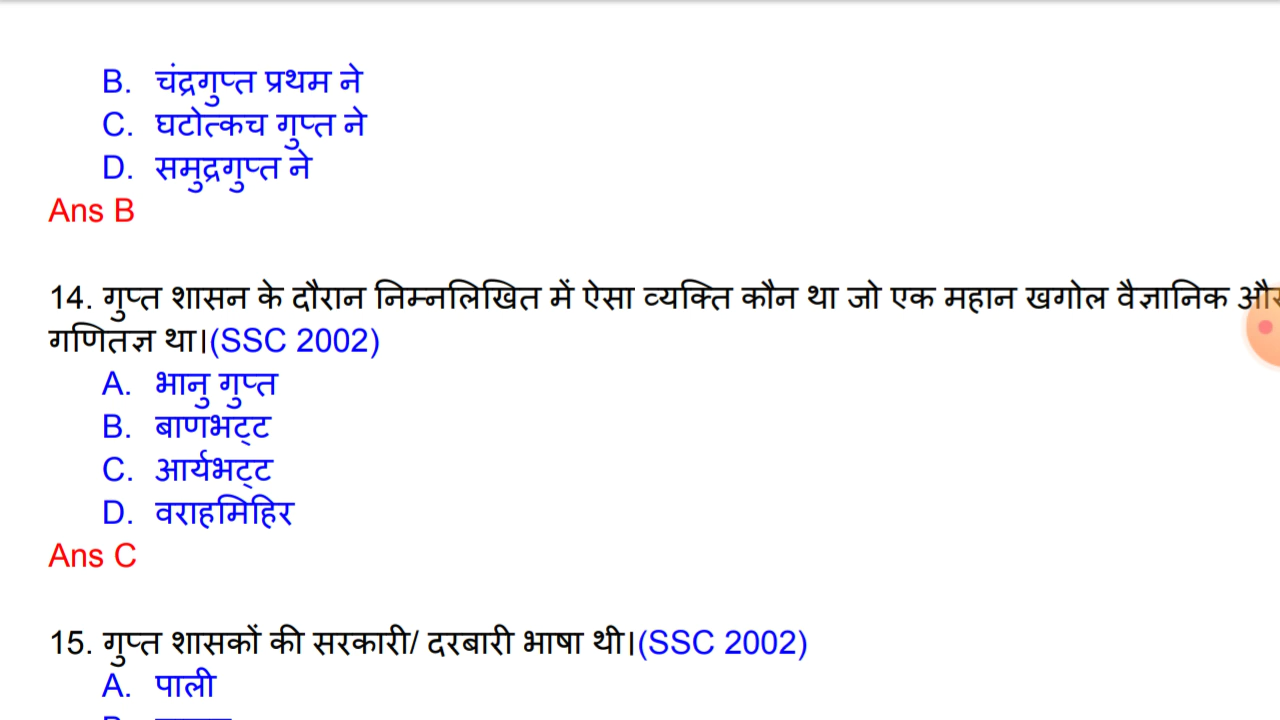 B. चंद्रगुप्त प्रथम ने
C. घटोत्कच गुप्त ने
D. समुद्रगुप्त ने
Ans B
14. गुप्त शासन के दौरान निम्नलिखित में ऐसा व्यक्ति कौन था जो एक महान खगोल वैज्ञानिक और
गणितज्ञ था।(SSC 2002)
A. भानु गुप्त
B. बाणभट्ट
C. आर्यभट्ट
D. वराहमिहिर
Ans C
15. गुप्त शासकों की सरकारी/ दरबारी भाषा थी।(SSC 2002)
A. पाली